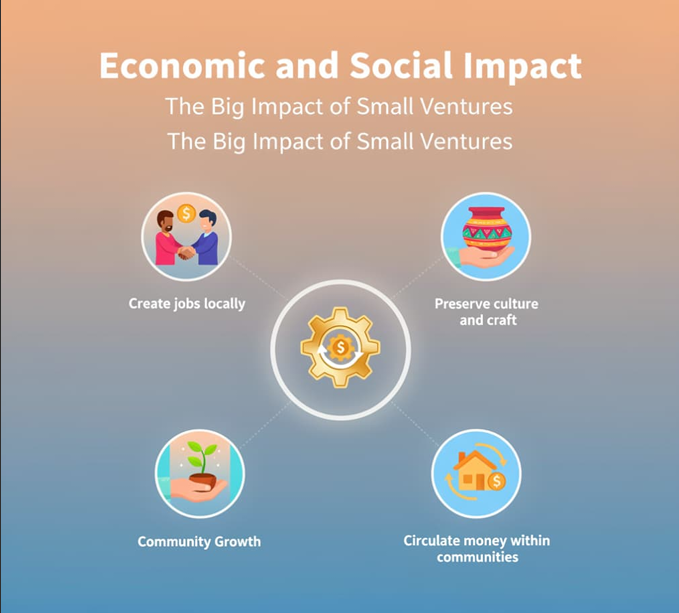 Economic and Social Impact
The Big Impact of Small Ventures
The Big Impact of Small Ventures
$
Create jobs locally
Preserve culture
and craft
$
Community Growth
$
Circulate money within
communities